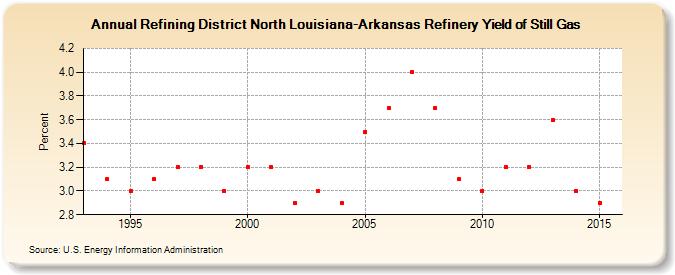 Annual Refining District North Louisiana-Arkansas Refinery Yield of Still Gas
Percent
4.2
4.0
3.8
3.6
3.4
3.2
3.0
2.8
1995 2000 2005 2010 2015
Source: U.S. Energy Information Administration